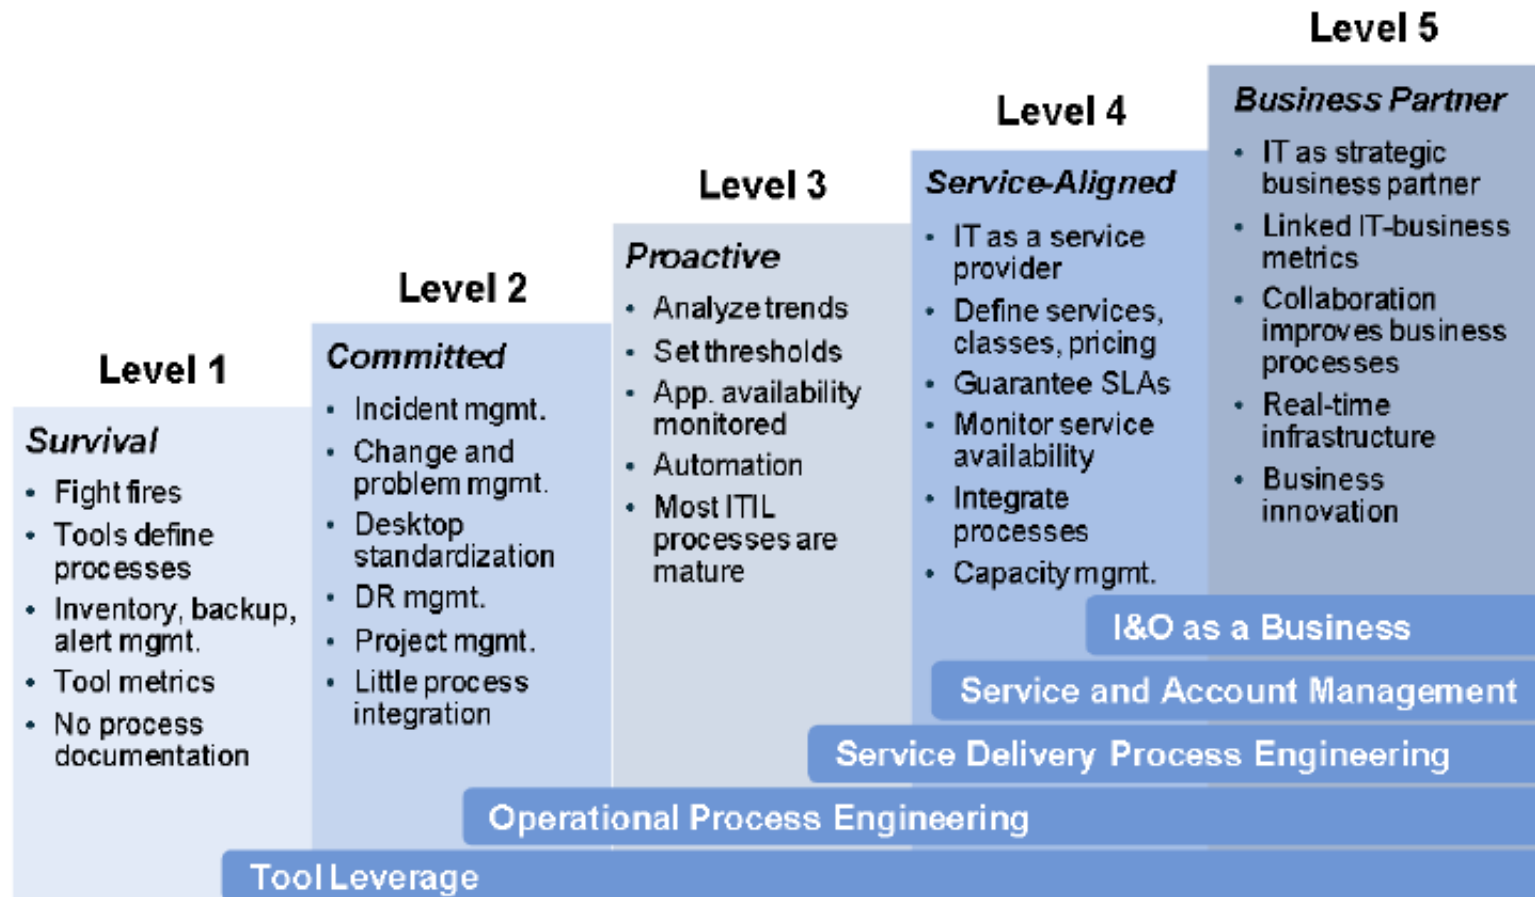 Level 1
Survival
• Fight fires
• Tools define
processes
• Inventory, backup,
alert mgmt.
• Tool metrics
• No process
documentation
Level 2
Committed
• Incident mgmt.
• Change and
problem mgmt.
• Desktop
standardization
• DR mgmt.
• Project mgmt.
• Little process
integration
Level 3
Proactive
• Analyze trends
• Set thresholds
• App. availability
monitored
• Automation
• Most ITIL
processes are
mature
Level 4
Service-Aligned
• IT as a service
provider
• Define services,
classes, pricing
• Guarantee SLAs
• Monitor service
availability
• Integrate
processes
• Capacity mgmt.
Level 5
Business Partner
• IT as strategic
business partner
• Linked IT-business
metrics
• Collaboration
improves business
processes
• Real-time
infrastructure
• Business
innovation
I&O as a Business
Service and Account Management
Service Delivery Process Engineering
Operational Process Engineering
Tool Leverage